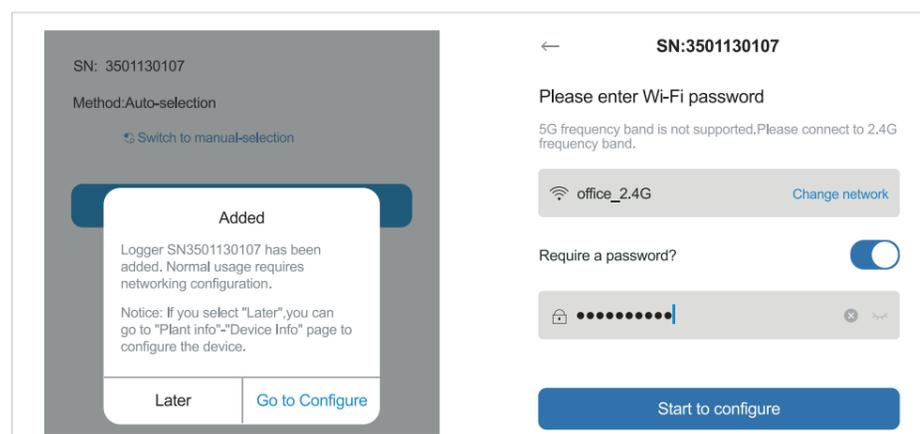 SN: 3501130107
Method:Auto-selection
Switch to manual-selection
Added
Logger SN3501130107 has been
added. Normal usage requires
networking configuration.
Notice: If you select "Later",you can
go to "Plant info"-"Device Info" page to
configure the device.
Later
Go to Configure
SN:3501130107
Please enter Wi-Fi password
5G frequency band is not supported.Please connect to 2.4G
frequency band.
office_2.4G
Change network
Require a password?
Start to configure